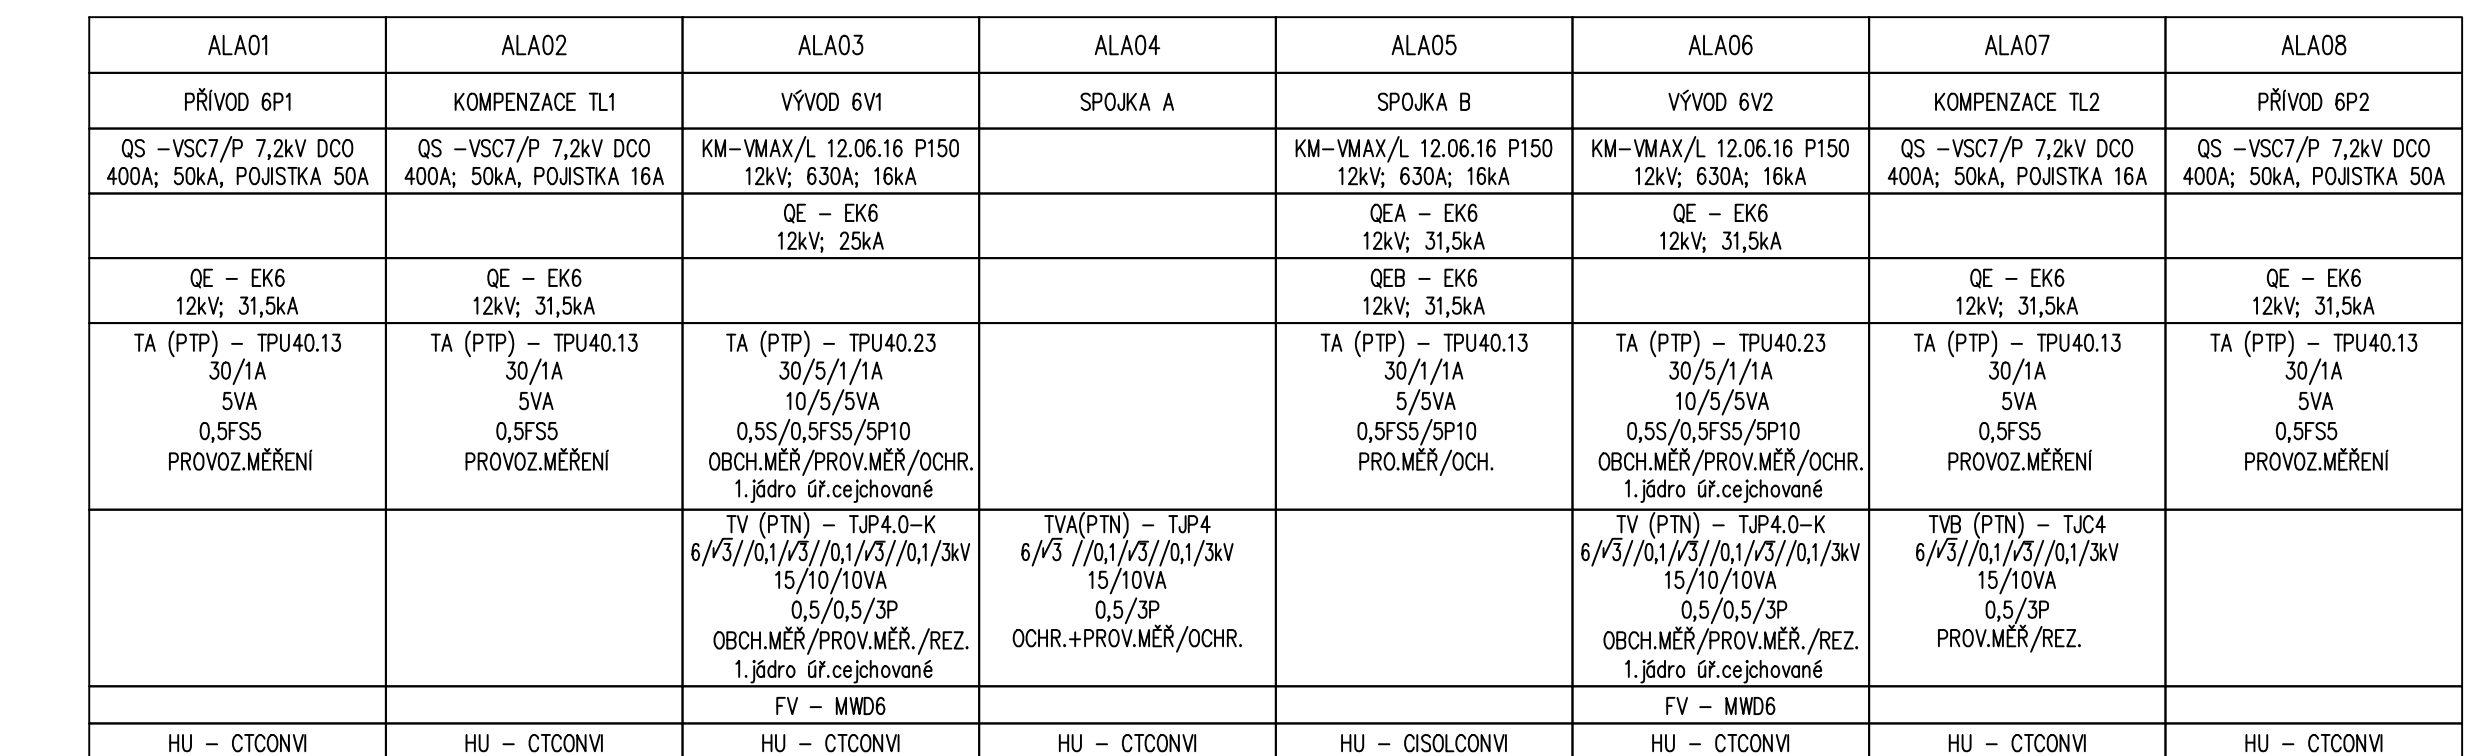 ALA01 ALA02 ALA03 ALA04 ALA05 ALA06 ALA07 ALA08
PŘÍVOD 6P1 KOMPENZACE TL1 VÝVOD 6V1 SPOJKA A SPOJKA B VÝVOD 6V2 KOMPENZACE TL2 PŘÍVOD 6P2
QS –VSC7/P 7,2kV DCO QS –VSC7/P 7,2kV DCO KM–VMAX/L 12.06.16 P150 KM–VMAX/L 12.06.16 P150 KM–VMAX/L 12.06.16 P150 QS –VSC7/P 7,2kV DCO QS –VSC7/P 7,2kV DCO
400A; 50kA, POJISTKA 50A 400A; 50kA, POJISTKA 16A 12kV; 630A; 16kA 12kV; 630A; 16kA 12kV; 630A; 16kA 400A; 50kA, POJISTKA 16A 400A; 50kA, POJISTKA 50A
QE – EK6 QEA – EK6 QE – EK6
12kV; 25kA 12kV; 31,5kA 12kV; 31,5kA
QE – EK6 QE – EK6 QEB – EK6 QE – EK6 QE – EK6
12kV; 31,5kA 12kV; 31,5kA 12kV; 31,5kA 12kV; 31,5kA 12kV; 31,5kA
TA (PTP) – TPU40.13 TA (PTP) – TPU40.13 TA (PTP) – TPU40.23 TA (PTP) – TPU40.13 TA (PTP) – TPU40.23 TA (PTP) – TPU40.13 TA (PTP) – TPU40.13
30/1A 30/1A 30/5/1/1A 30/1/1A 30/5/1/1A 30/1A 30/1A
5VA 5VA 10/5/5VA 5/5VA 10/5/5VA 5VA 5VA
0,5FS5 0,5FS5 0,5S/0,5FS5/5P10 0,5FS5/5P10 0,5S/0,5FS5/5P10 0,5FS5 0,5FS5
PROVOZ.MĚŘENÍ PROVOZ.MĚŘENÍ OBCH.MĚŘ/PROV.MĚŘ/OCHR. PRO.MĚŘ/OCH. OBCH.MĚŘ/PROV.MĚŘ/OCHR. PROVOZ.MĚŘENÍ PROVOZ.MĚŘENÍ
1.jádro úř.cejchované 1.jádro úř.cejchované
TV (PTN) – TJP4.0–K TVA(PTN) – TJP4 TV (PTN) – TJP4.0–K TVB (PTN) – TJC4
6/√3//0,1/√3//0,1/√3//0,1/3kV 6/√3 //0,1/√3//0,1/3kV 6/√3//0,1/√3//0,1/√3//0,1/3kV 6/√3//0,1/√3//0,1/3kV
15/10/10VA 15/10VA 15/10/10VA 15/10VA
0,5/0,5/3P 0,5/3P 0,5/0,5/3P 0,5/3P
OBCH.MĚŘ/PROV.MĚŘ./REZ. OCHR.+PROV.MĚŘ/OCHR. OBCH.MĚŘ/PROV.MĚŘ./REZ. PROV.MĚŘ/REZ.
1.jádro úř.cejchované 1.jádro úř.cejchované
FV – MWD6 FV – MWD6
HU – CTCONVI HU – CTCONVI HU – CTCONVI HU – CTCONVI HU – CISOLCONVI HU – CTCONVI HU – CTCONVI HU – CTCONVI